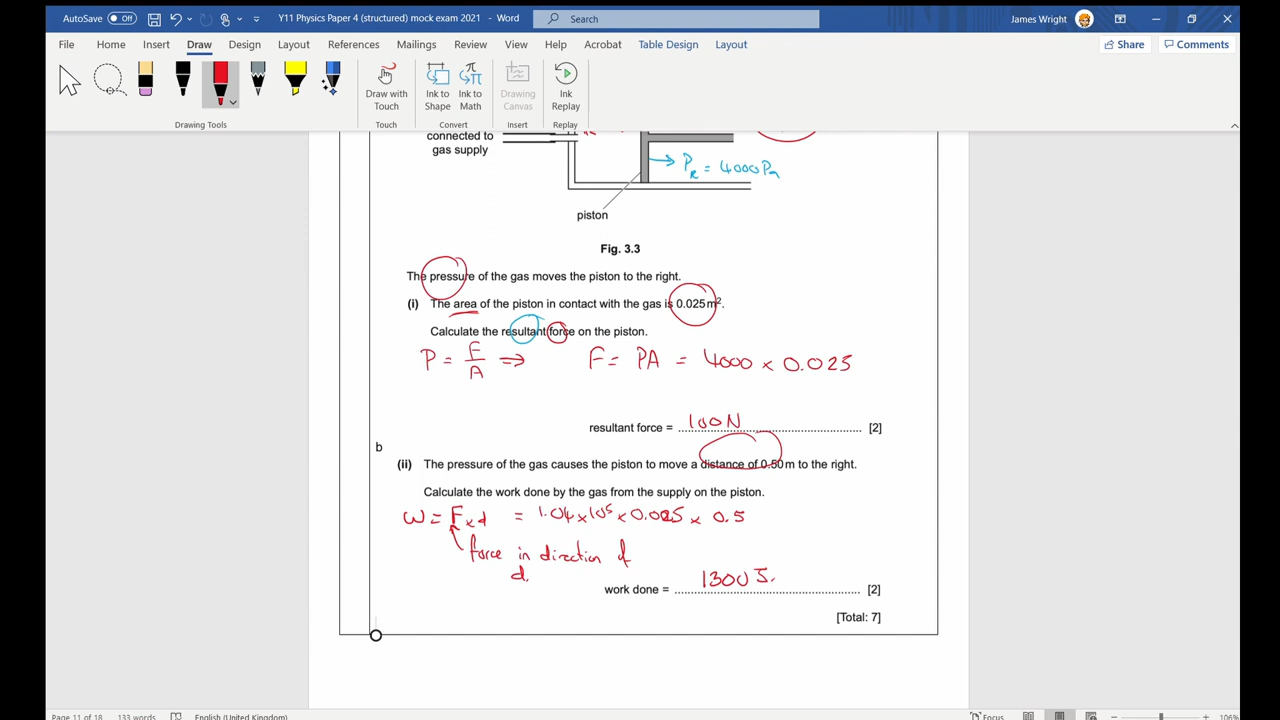 AutoSave Off Y11 Physics Paper 4 (structured) mock exam 2021 - Word Search James Wright
File Home Insert Draw Design Layout References Mailings Review View Help Acrobat Table Design Layout Share Comments
Draw with Touch Ink to Shape Ink to Math Drawing Canvas Ink Replay
Drawing Tools Touch Convert Insert Replay
connected to
gas supply
P_R = 4000 Pa
piston
Fig. 3.3
The pressure of the gas moves the piston to the right.
(i) The area of the piston in contact with the gas is 0.025 m².
Calculate the resultant force on the piston.
P = F/A ⇒ F = PA = 4000 × 0.025
resultant force = 100N [2]
b
(ii) The pressure of the gas causes the piston to move a distance of 0.50 m to the right.
Calculate the work done by the gas from the supply on the piston.
W = F × d = 1.04 × 10⁵ × 0.025 × 0.5
force in direction of
d.
work done = 1300 J. [2]
[Total: 7]
Page 11 of 18 133 words English (United Kingdom) Focus 106%